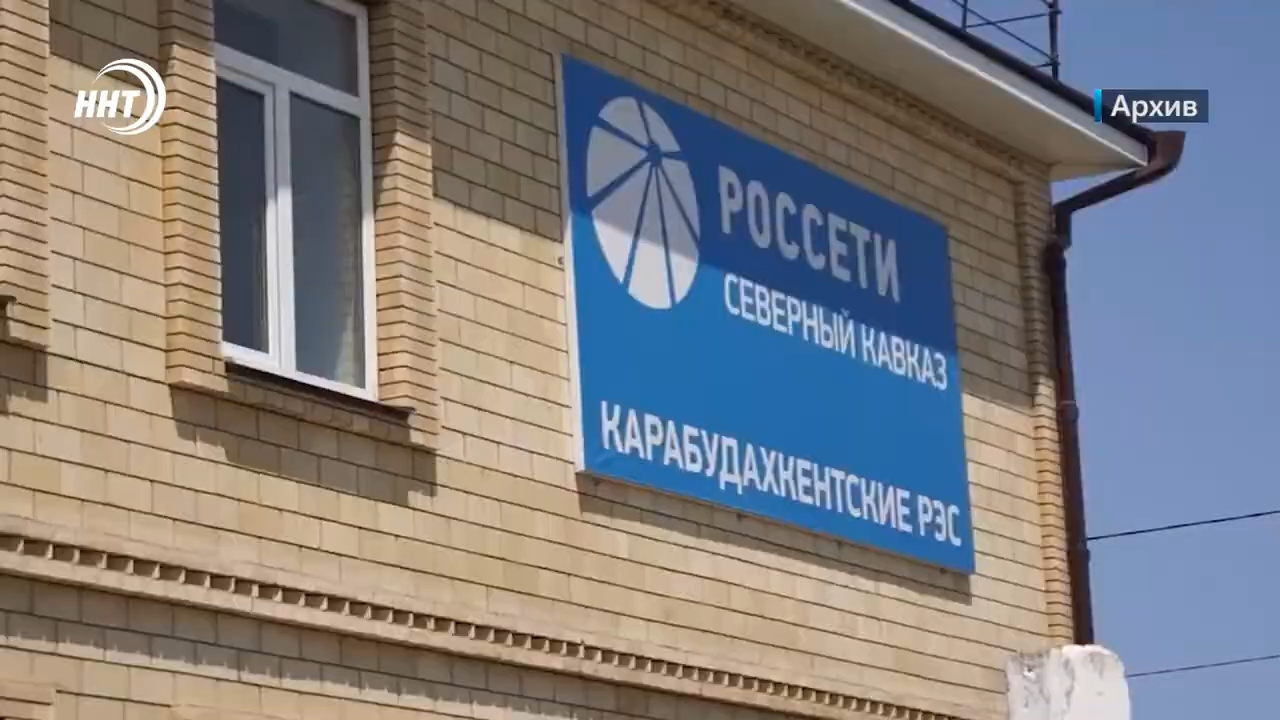 ННТ
Архив
РОССЕТИ
СЕВЕРНЫЙ КАВКАЗ
КАРАБУДАХКЕНТСКИЕ РЭС